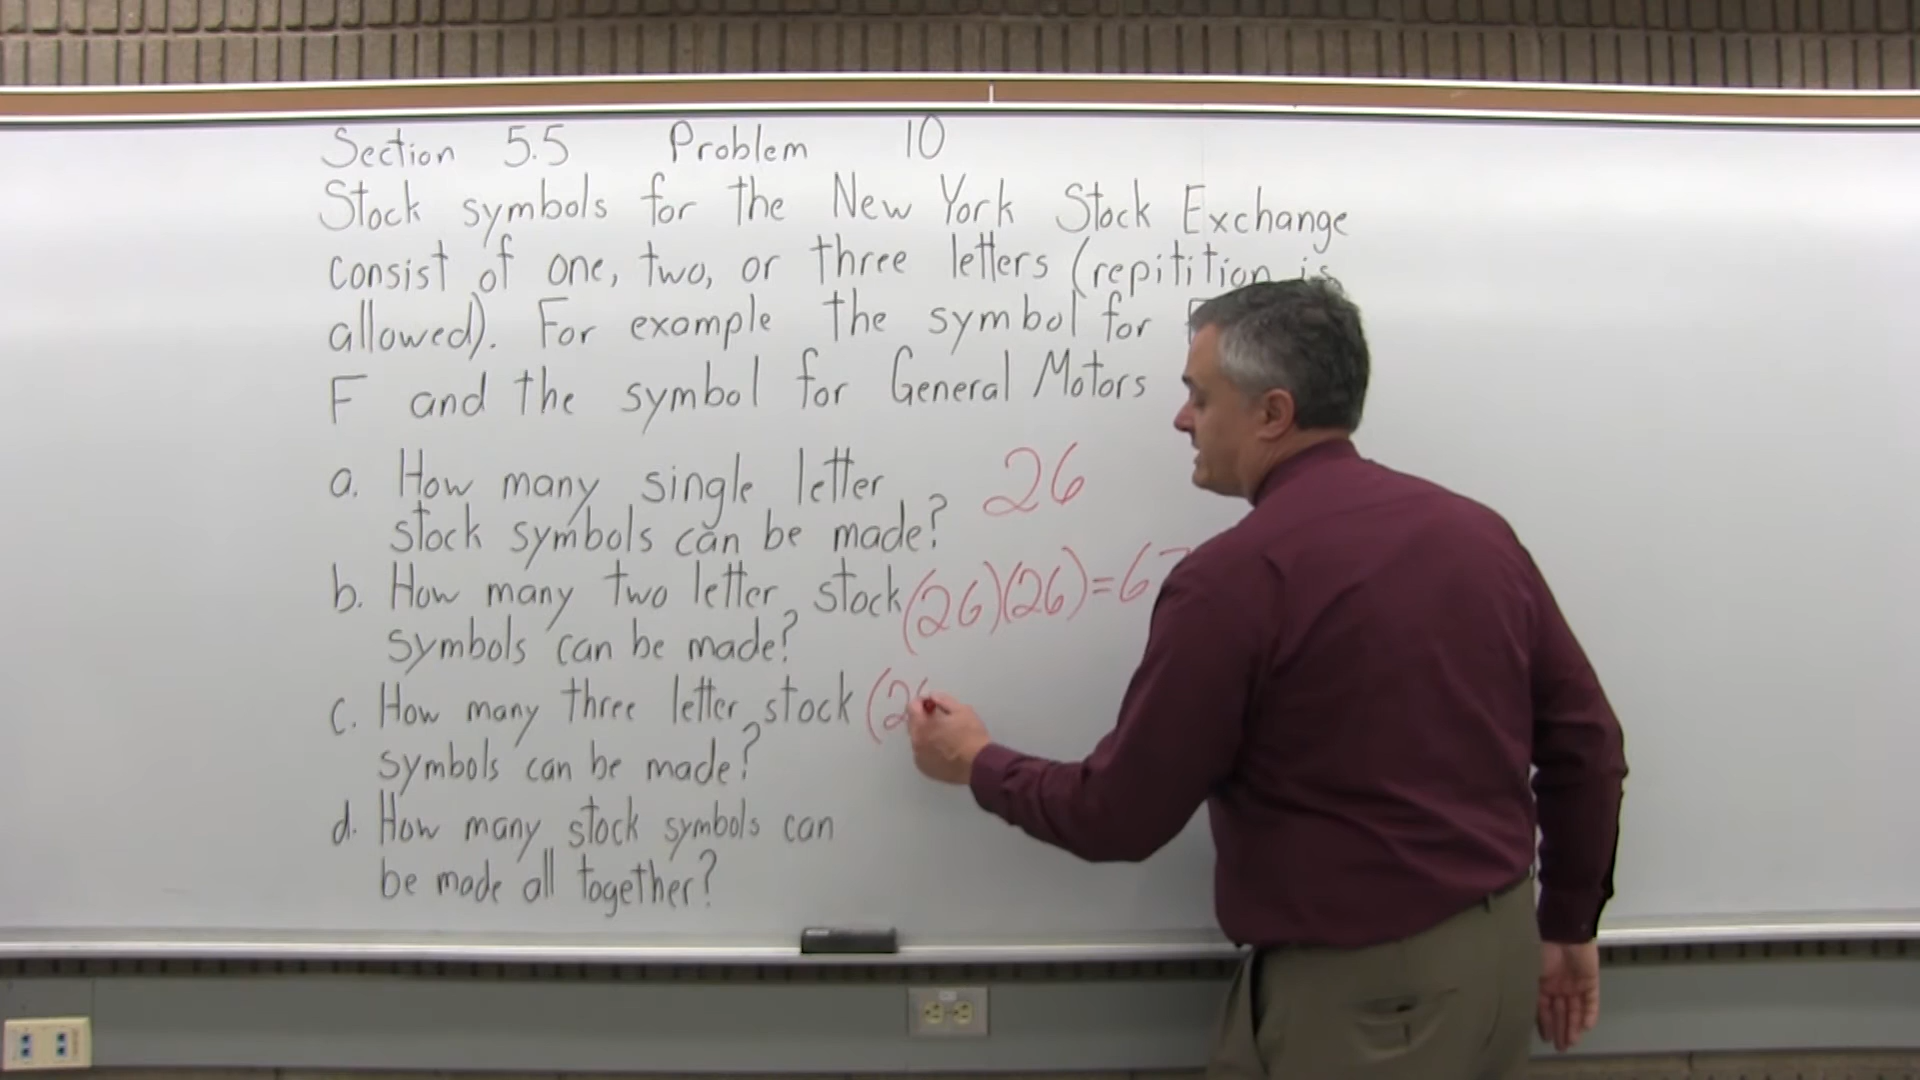 Section 5.5 Problem 10
Stock symbols for the New York Stock Exchange
consist of one, two, or three letters (repitition is
allowed). For example the symbol for
F and the symbol for General Motors
a. How many single letter 26
stock symbols can be made?
b. How many two letter stock (26)(26)=67
symbols can be made?
c. How many three letter stock (26
symbols can be made?
d. How many stock symbols can
be made all together?